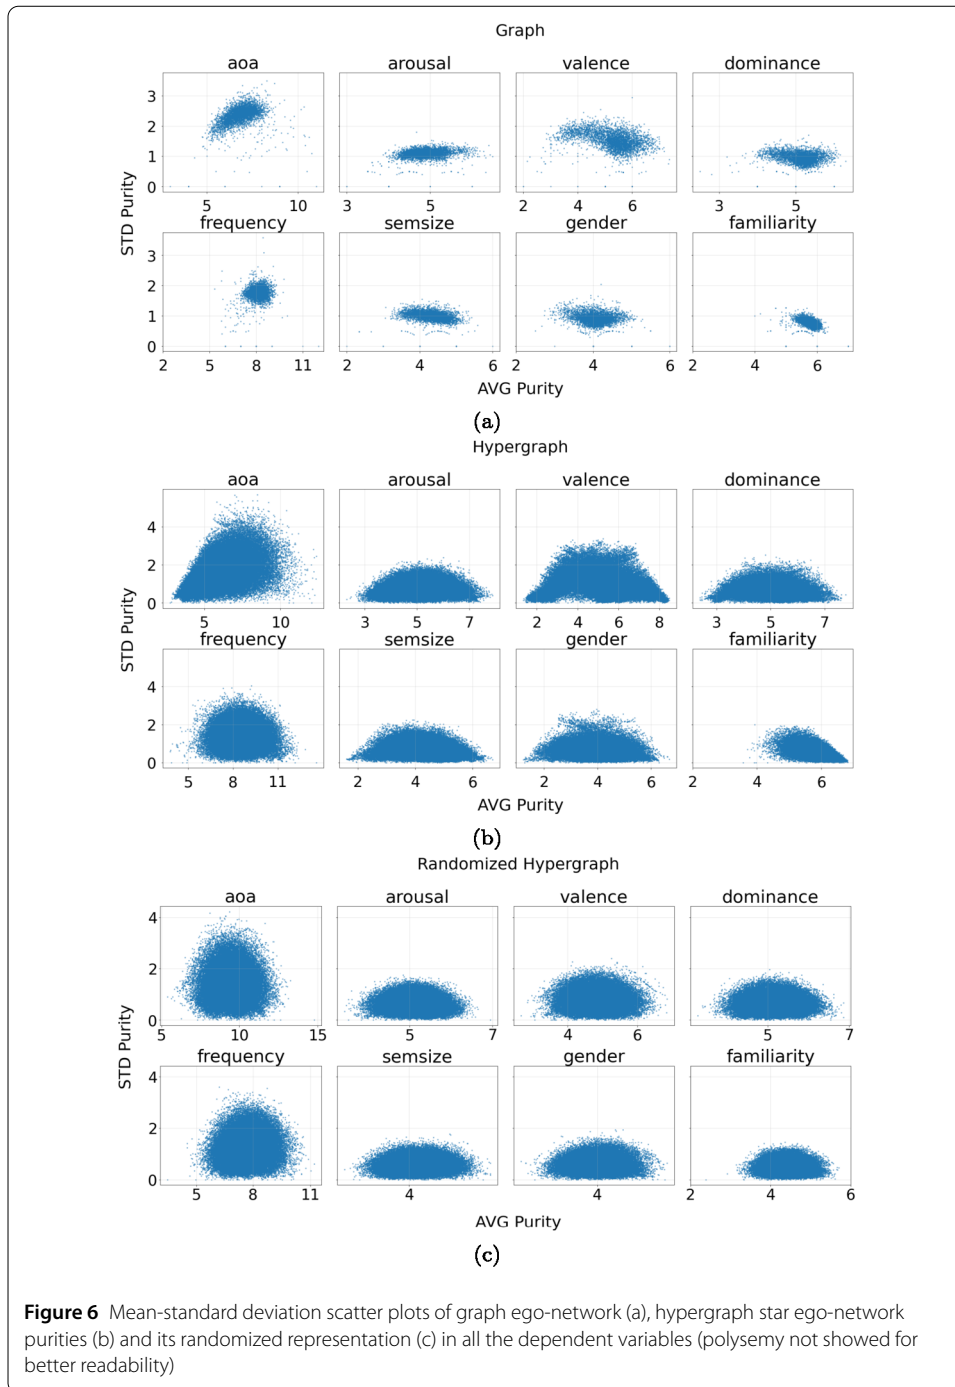 Graph
aoa arousal valence dominance
3
2
1
0
5 10 3 5 2 4 6 3 5
frequency semsize gender familiarity
3
2
1
0
2 5 8 11 2 4 6 2 4 6 2 4 6
STD Purity
AVG Purity
(a)
Hypergraph
aoa arousal valence dominance
4
2
0
5 10 3 5 7 2 4 6 8 3 5 7
frequency semsize gender familiarity
4
2
0
5 8 11 2 4 6 2 4 6 2 4 6
STD Purity
AVG Purity
(b)
Randomized Hypergraph
aoa arousal valence dominance
4
2
0
5 10 15 5 7 4 6 5 7
frequency semsize gender familiarity
4
2
0
5 8 11 4 4 2 4 6
STD Purity
AVG Purity
(c)
Figure 6 Mean-standard deviation scatter plots of graph ego-network (a), hypergraph star ego-network
purities (b) and its randomized representation (c) in all the dependent variables (polysemy not showed for
better readability)